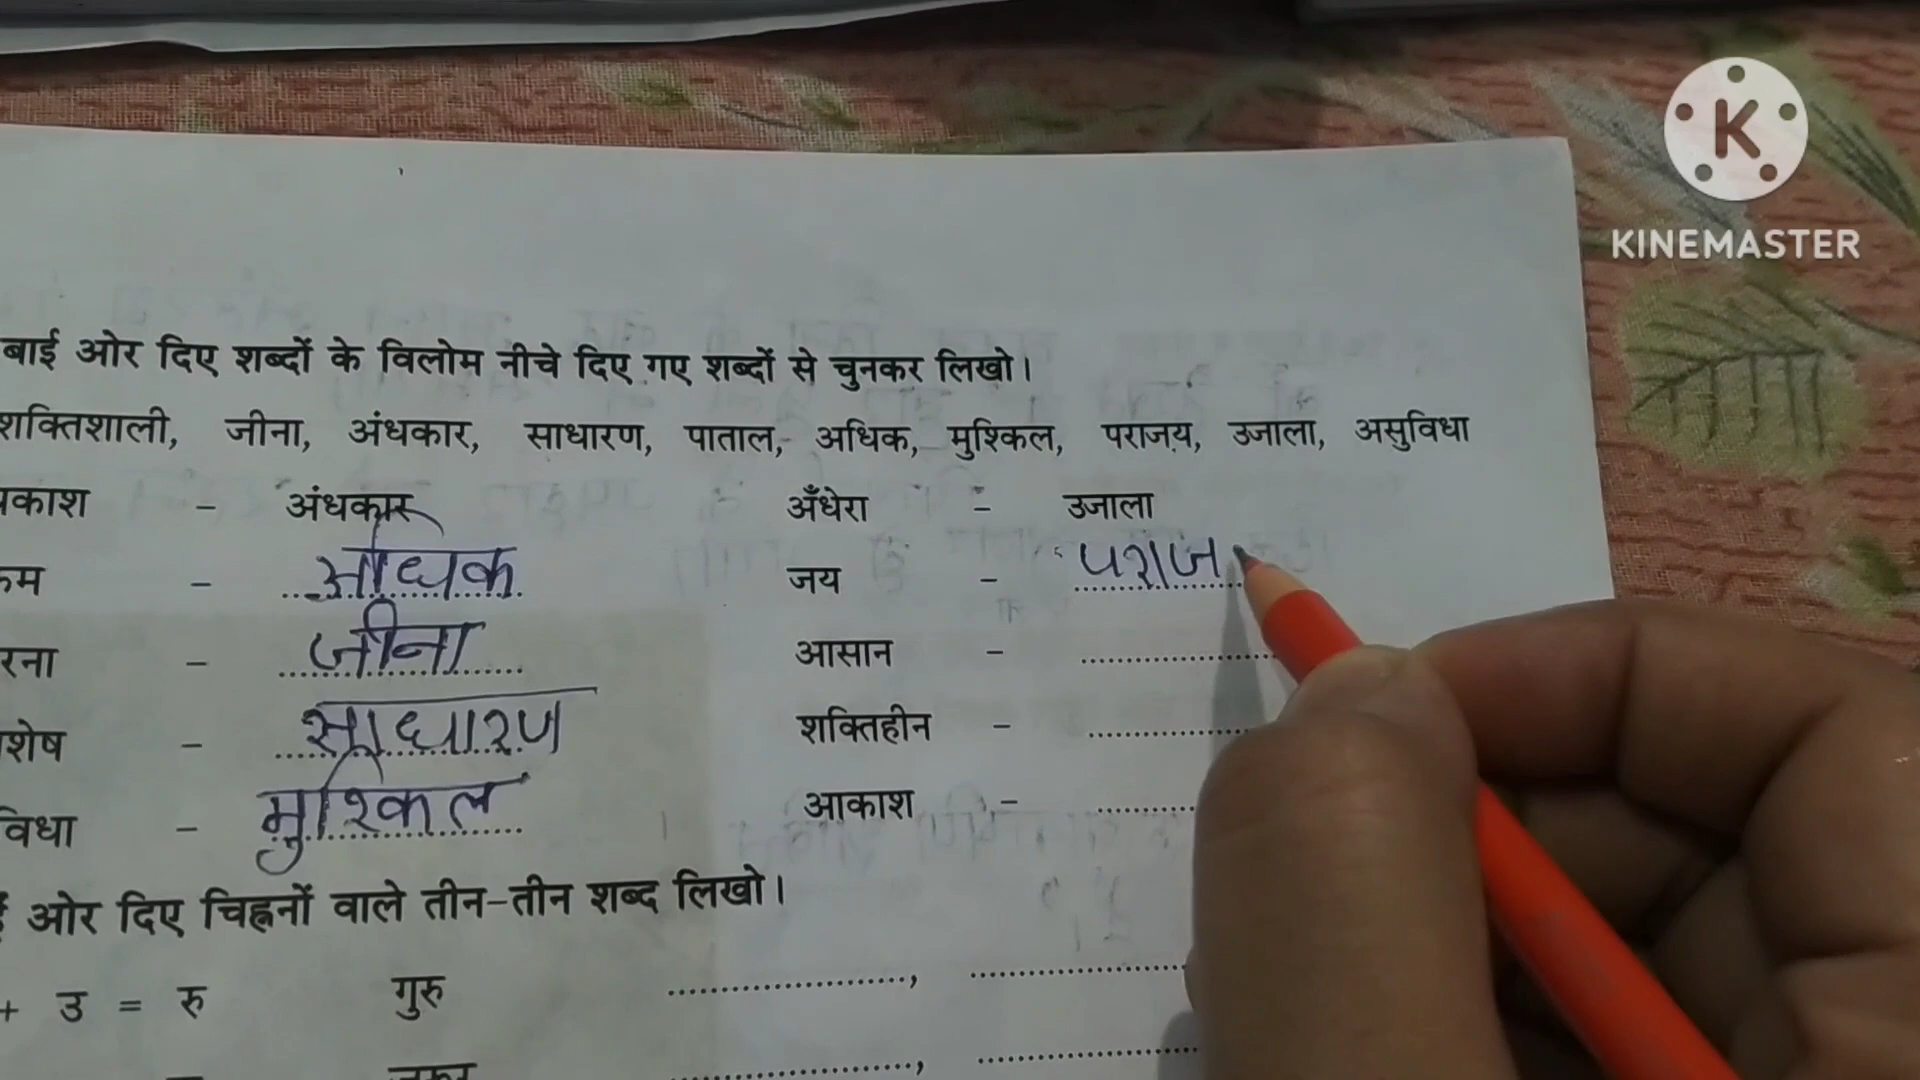 K
KINEMASTER
बाई ओर दिए शब्दों के विलोम नीचे दिए गए शब्दों से चुनकर लिखो।
शक्तिशाली, जीना, अंधकार, साधारण, पाताल, अधिक, मुश्किल, पराजय, उजाला, असुविधा
काश - अंधकार अँधेरा - उजाला
म - अधिक जय - पराज
रना - जीना आसान -
शेष - साधारण शक्तिहीन -
विधा - मुश्किल आकाश -
ओर दिए चिह्नों वाले तीन-तीन शब्द लिखो।
+ उ = रु गुरु ...................., ....................